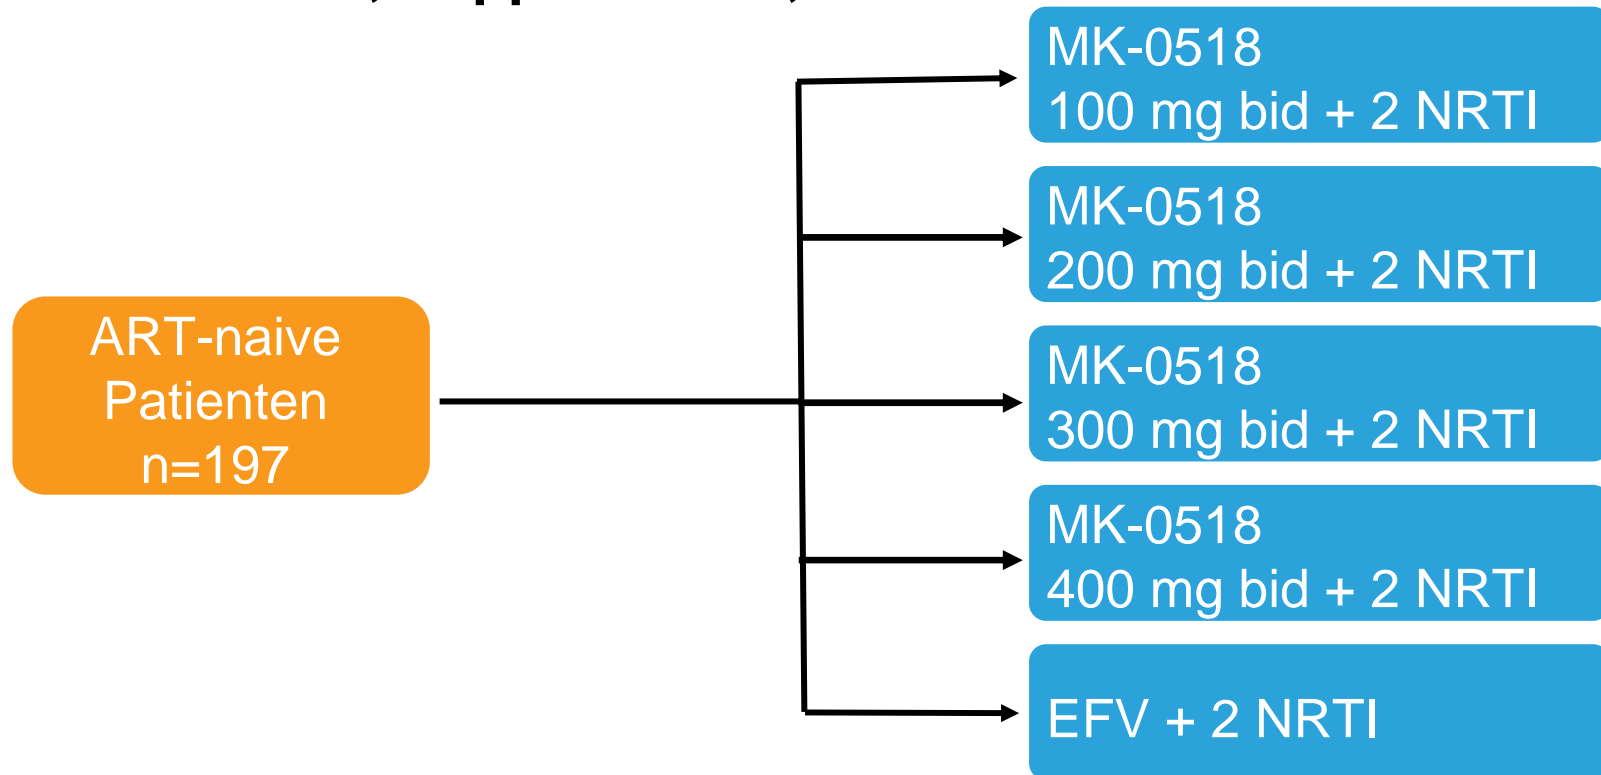 MK-0518
100 mg bid + 2 NRTI
MK-0518
200 mg bid + 2 NRTI
ART-naive
Patienten
n=197
MK-0518
300 mg bid + 2 NRTI
MK-0518
400 mg bid + 2 NRTI
EFV + 2 NRTI